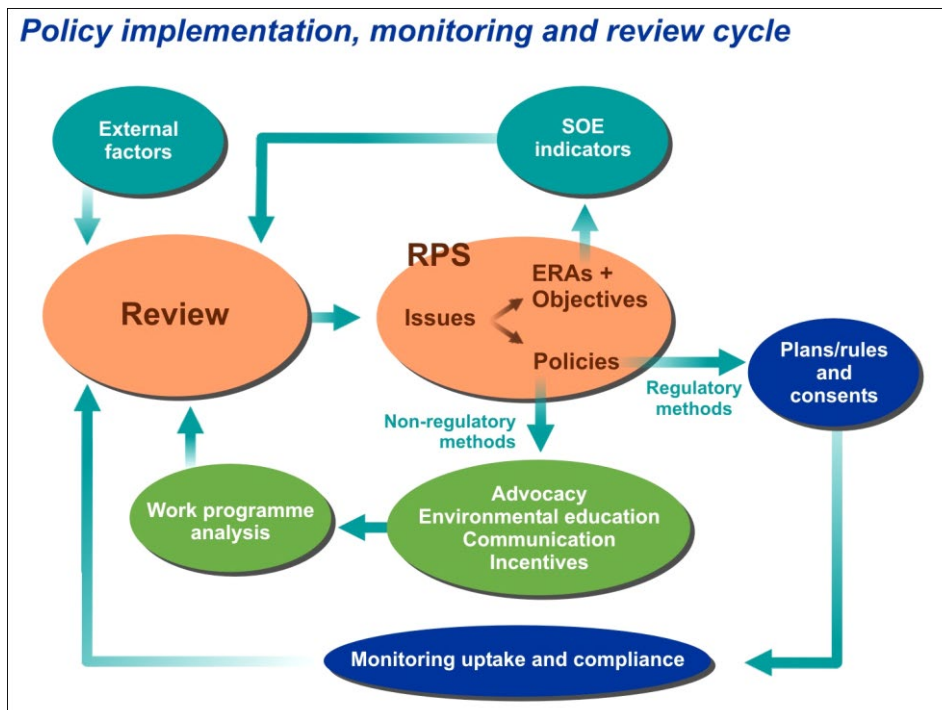 Policy implementation, monitoring and review cycle
External
factors
SOE
indicators
Review
RPS
Issues
ERAs +
Objectives
Policies
Plans/rules
and
consents
Regulatory
methods
Non-regulatory
methods
Work programme
analysis
Advocacy
Environmental education
Communication
Incentives
Monitoring uptake and compliance